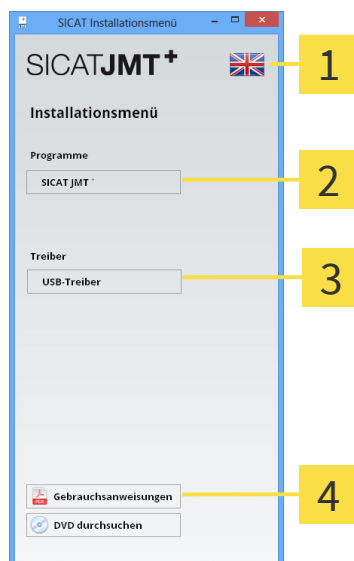 SICAT Installationsmenü
SICATJMT+
1
Installationsmenü
Programme
SICAT JMT +
2
Treiber
USB-Treiber
3
Gebrauchsanweisungen
4
DVD durchsuchen